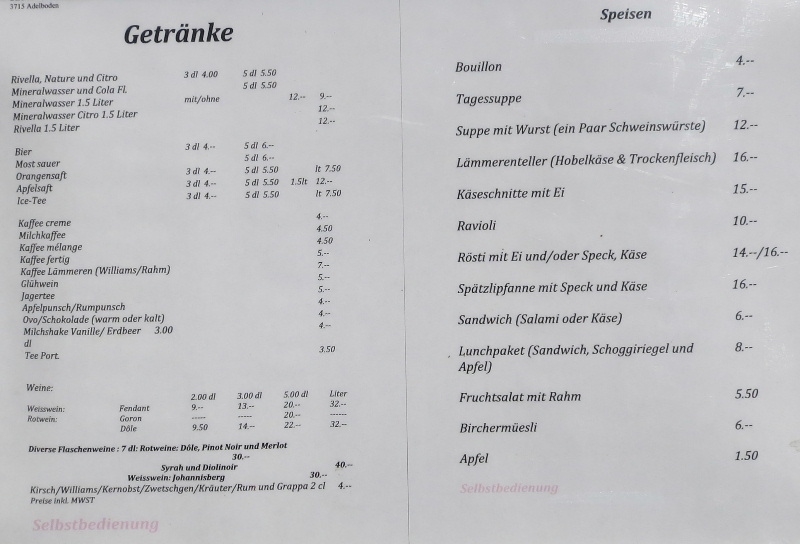 3715 Adelboden
Getränke
Rivella, Nature und Citro 3 dl 4.00 5 dl 5.50
Mineralwasser und Cola Fl. 5 dl 5.50
Mineralwasser 1.5 Liter mit/ohne 12.-- 9.--
Mineralwasser Citro 1.5 Liter 12.--
Rivella 1.5 Liter 12.--
Bier 3 dl 4.-- 5 dl 6.--
Most sauer 5 dl 6.--
Orangensaft 3 dl 4.-- 5 dl 5.50 lt 7.50
Apfelsaft 3 dl 4.-- 5 dl 5.50 1.5lt 12.--
Ice-Tee 3 dl 4.-- 5 dl 5.50 lt 7.50
Kaffee creme 4.--
Milchkaffee 4.50
Kaffee mélange 4.50
Kaffee fertig 5.--
Kaffee Lämmeren (Williams/Rahm) 7.--
Glühwein 5.--
Jagertee 5.--
Apfelpunsch/Rumpunsch 4.--
Ovo/Schokolade (warm oder kalt) 4.--
Milchshake Vanille/ Erdbeer 3.00 4.--
dl
Tee Port. 3.50
Weine:
2.00 dl 3.00 dl 5.00 dl Liter
Weisswein: Fendant 9.-- 13.-- 20.-- 32.--
Rotwein: Goron ----- ----- 20.-- ------
Dôle 9.50 14.-- 22.-- 32.--
Diverse Flaschenweine : 7 dl: Rotweine: Dôle, Pinot Noir und Merlot
30.--
Syrah und Diolinoir 40.--
Weisswein: Johannisberg 30.--
Kirsch/Williams/Kernobst/Zwetschgen/Kräuter/Rum und Grappa 2 cl 4.--
Preise inkl. MWST
Selbstbedienung
Speisen
Bouillon 4.--
Tagessuppe 7.--
Suppe mit Wurst (ein Paar Schweinswürste) 12.--
Lämmerenteller (Hobelkäse & Trockenfleisch) 16.--
Käseschnitte mit Ei 15.--
Ravioli 10.--
Rösti mit Ei und/oder Speck, Käse 14.--/16.--
Spätzlipfanne mit Speck und Käse 16.--
Sandwich (Salami oder Käse) 6.--
Lunchpaket (Sandwich, Schoggiriegel und 8.--
Apfel)
Fruchtsalat mit Rahm 5.50
Birchermüesli 6.--
Apfel 1.50
Selbstbedienung